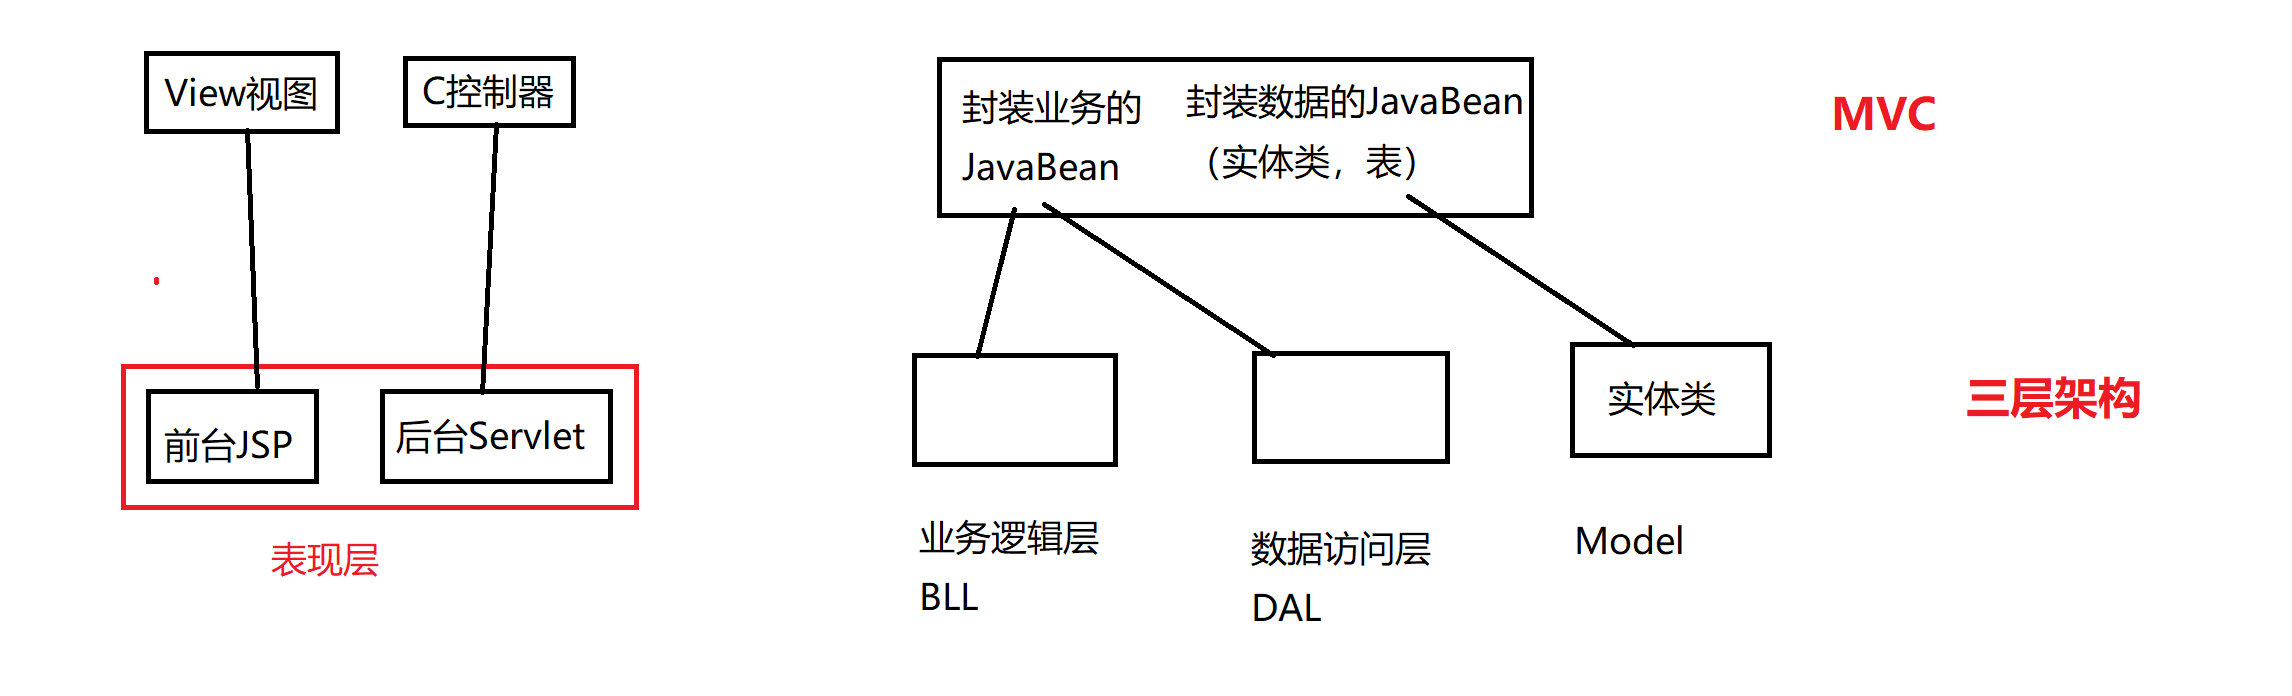 View视图
C控制器
封装业务的
JavaBean
封装数据的JavaBean
（实体类，表）
MVC
前台JSP
后台Servlet
实体类
三层架构
表现层
业务逻辑层
BLL
数据访问层
DAL
Model